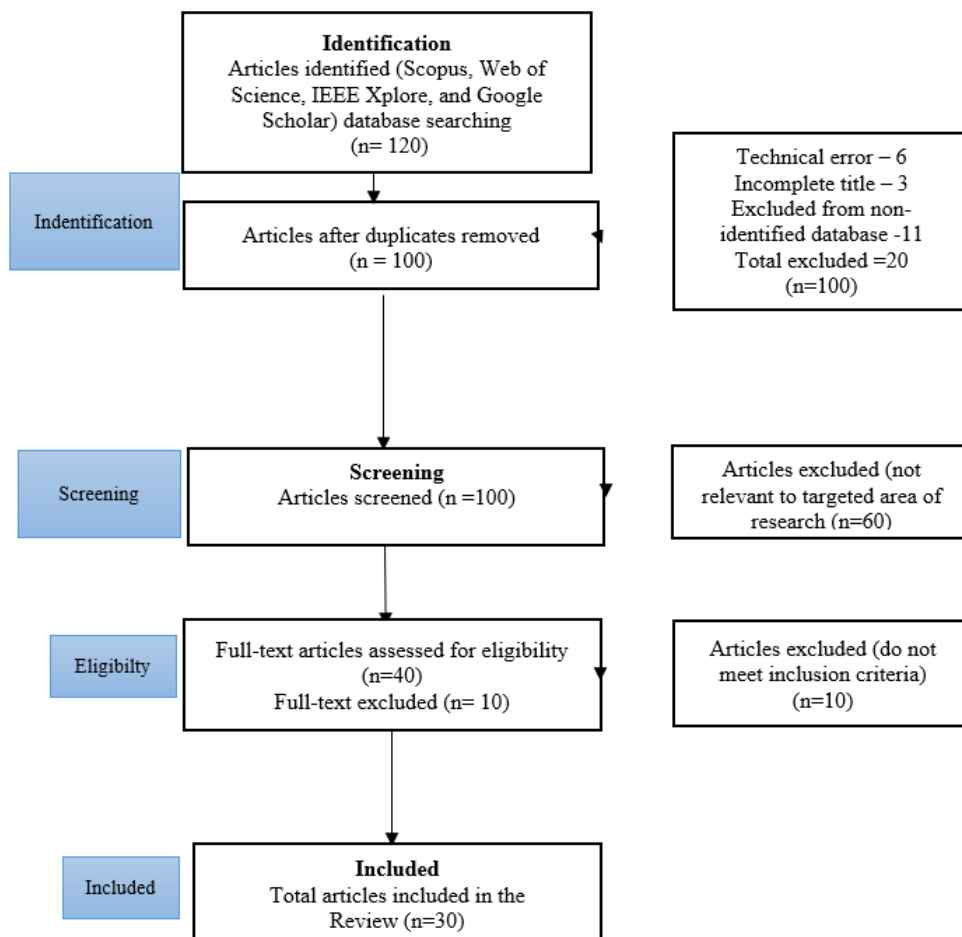 Identification
Articles identified (Scopus, Web of
Science, IEEE Xplore, and Google
Scholar) database searching
(n= 120)
Indentification
Articles after duplicates removed
(n = 100)
Technical error – 6
Incomplete title – 3
Excluded from non-
identified database -11
Total excluded =20
(n=100)
Screening
Screening
Articles screened (n =100)
Articles excluded (not
relevant to targeted area of
research (n=60)
Eligibilty
Full-text articles assessed for eligibility
(n=40)
Full-text excluded (n= 10)
Articles excluded (do not
meet inclusion criteria)
(n=10)
Included
Included
Total articles included in the
Review (n=30)